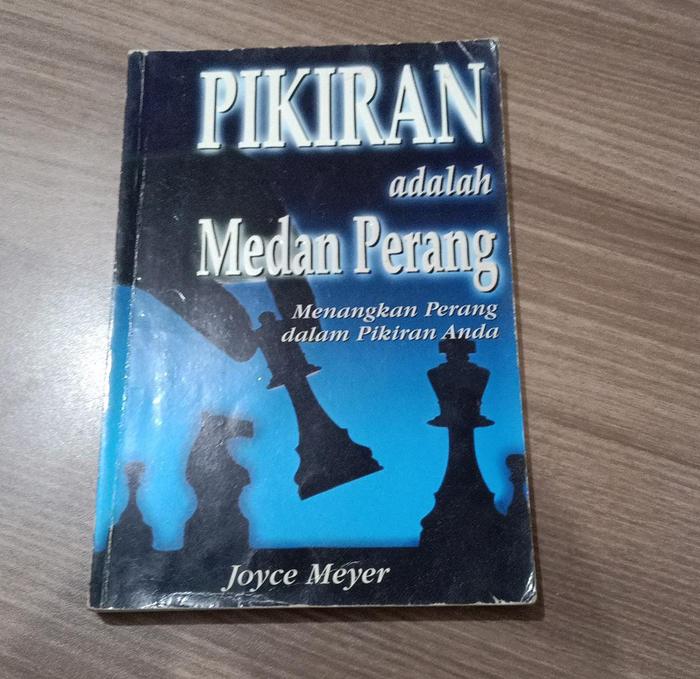 PIKIRAN
adalah
Medan Perang
Menangkan Perang
dalam Pikiran Anda
Joyce Meyer